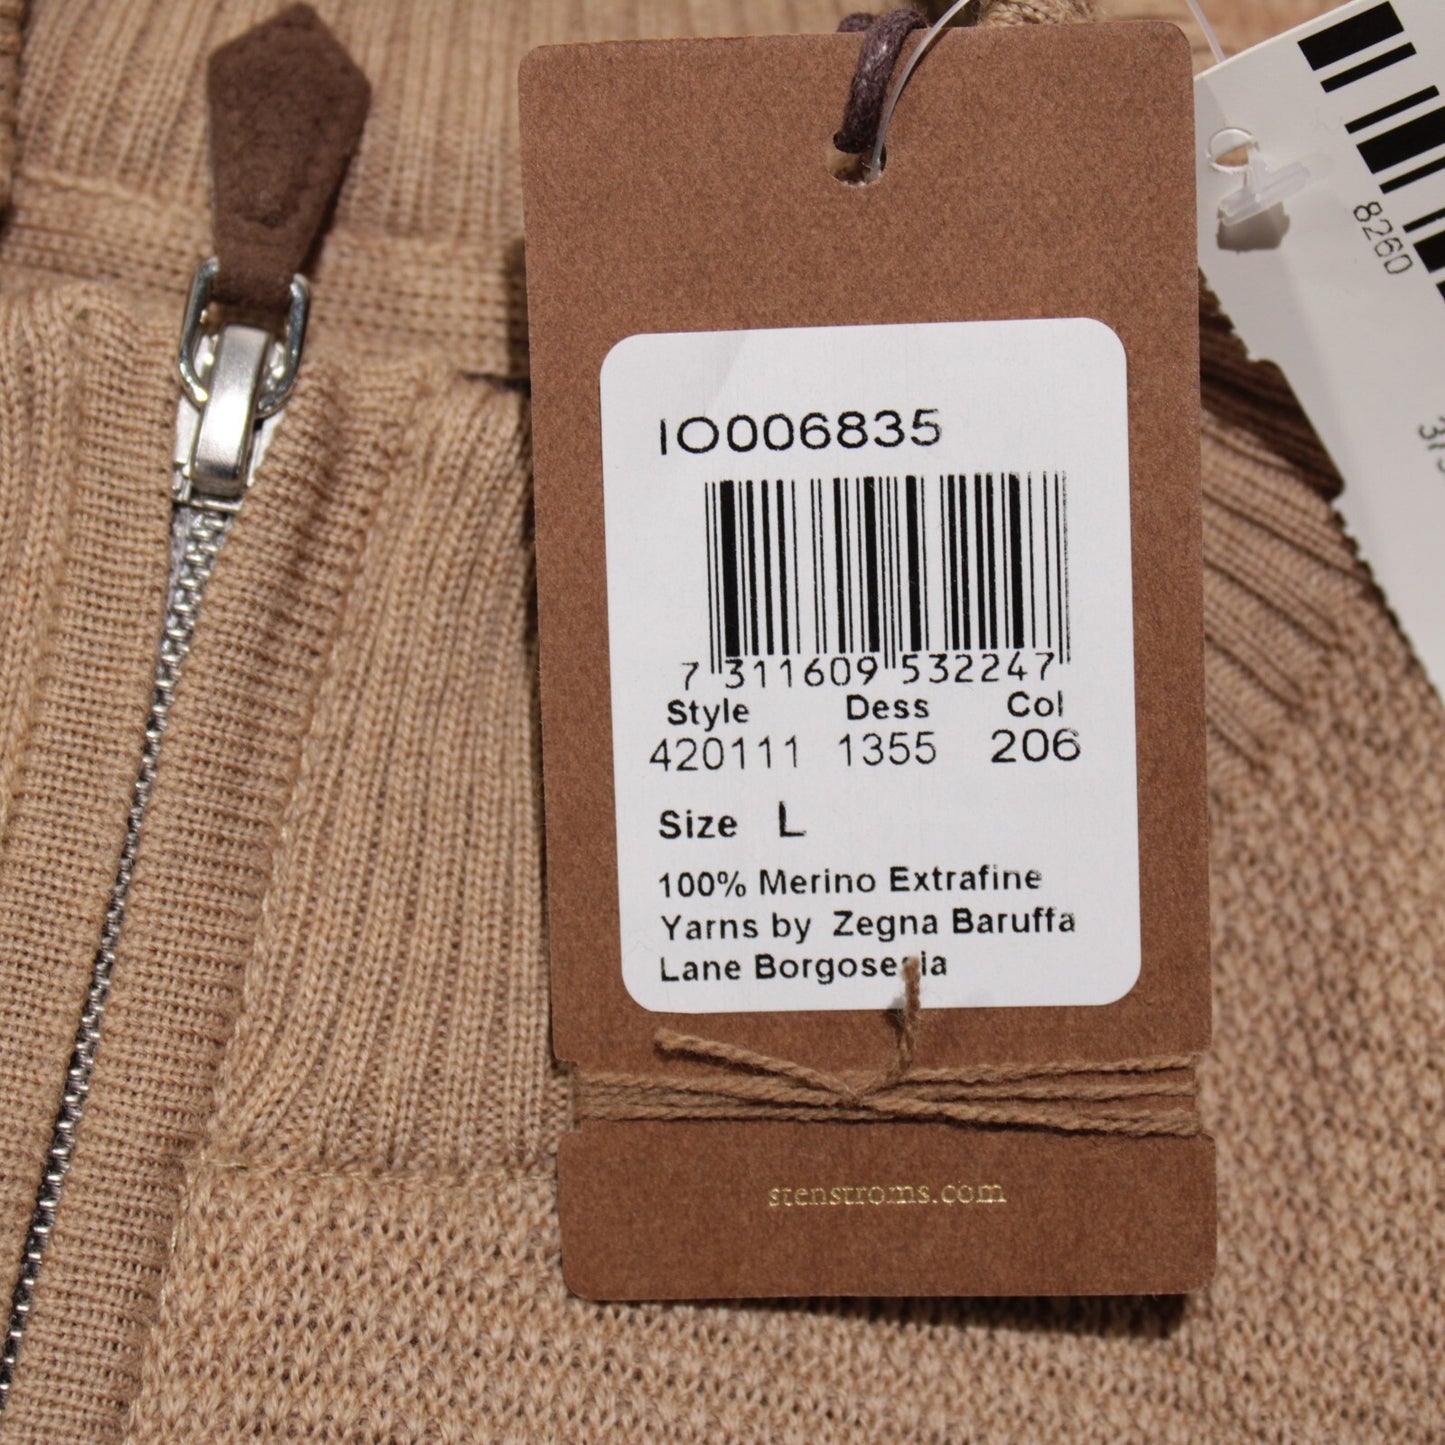 IO006835
7 311609 532247
Style Dess Col
420111 1355 206
Size L
100% Merino Extrafine
Yarns by Zegna Baruffa
Lane Borgosesia
stenstroms.com
8260